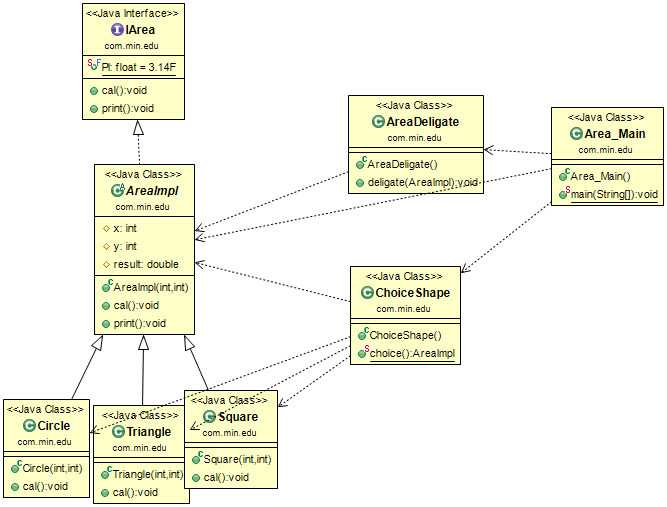 <<Java Interface>>
IArea
com.min.edu
PI: float = 3.14F
cal():void
print():void
<<Java Class>>
AreaImpl
com.min.edu
x: int
y: int
result: double
AreaImpl(int,int)
cal():void
print():void
<<Java Class>>
AreaDeligate
com.min.edu
AreaDeligate()
deligate(AreaImpl):void
<<Java Class>>
Area_Main
com.min.edu
Area_Main()
main(String[]):void
<<Java Class>>
ChoiceShape
com.min.edu
ChoiceShape()
choice():AreaImpl
<<Java Class>>
Circle
com.min.edu
Circle(int,int)
cal():void
<<Java Class>>
Triangle
com.min.edu
Triangle(int,int)
cal():void
<<Java Class>>
Square
com.min.edu
Square(int,int)
cal():void